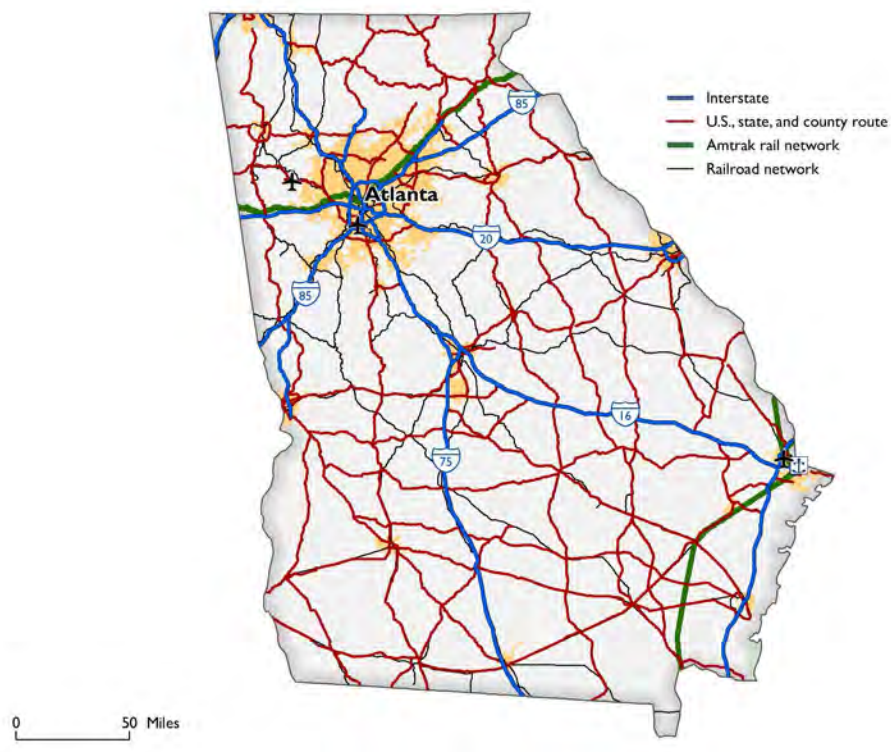 Interstate
U.S., state, and county route
Amtrak rail network
Railroad network
85
Atlanta
20
85
16
75
0 50 Miles